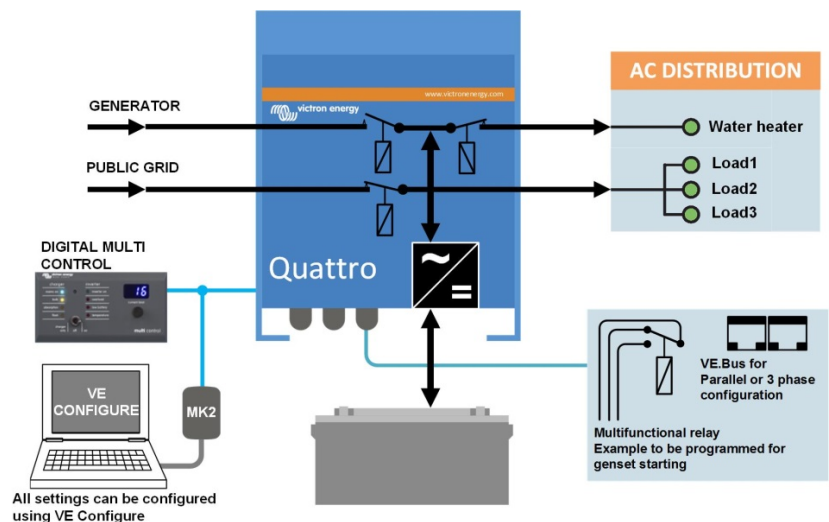 www.victronenergy.com
victron energy
AC DISTRIBUTION
GENERATOR
Water heater
PUBLIC GRID
Load1
Load2
Load3
DIGITAL MULTI
CONTROL
16
multi control
Quattro
VE
CONFIGURE
MK2
VE.Bus for
Parallel or 3 phase
configuration
Multifunctional relay
Example to be programmed for
genset starting
All settings can be configured
using VE Configure